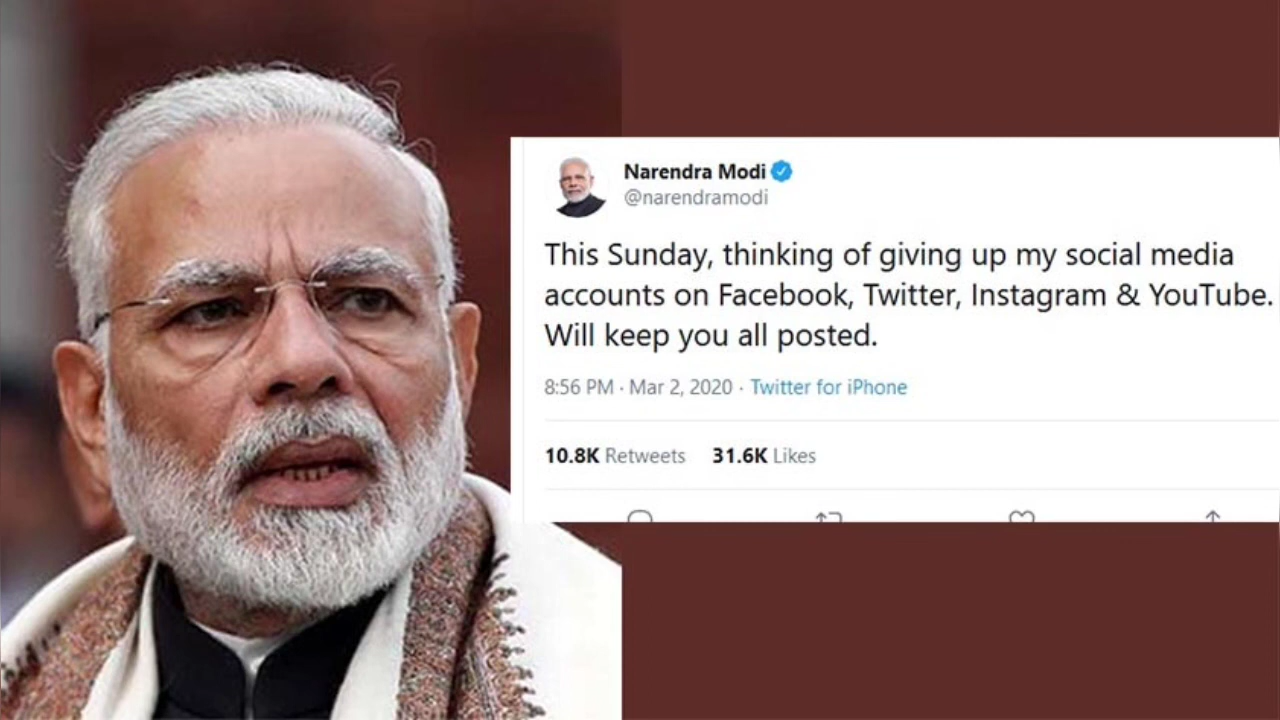 Narendra Modi
@narendramodi
This Sunday, thinking of giving up my social media
accounts on Facebook, Twitter, Instagram & YouTube.
Will keep you all posted.
8:56 PM · Mar 2, 2020 · Twitter for iPhone
10.8K Retweets 31.6K Likes